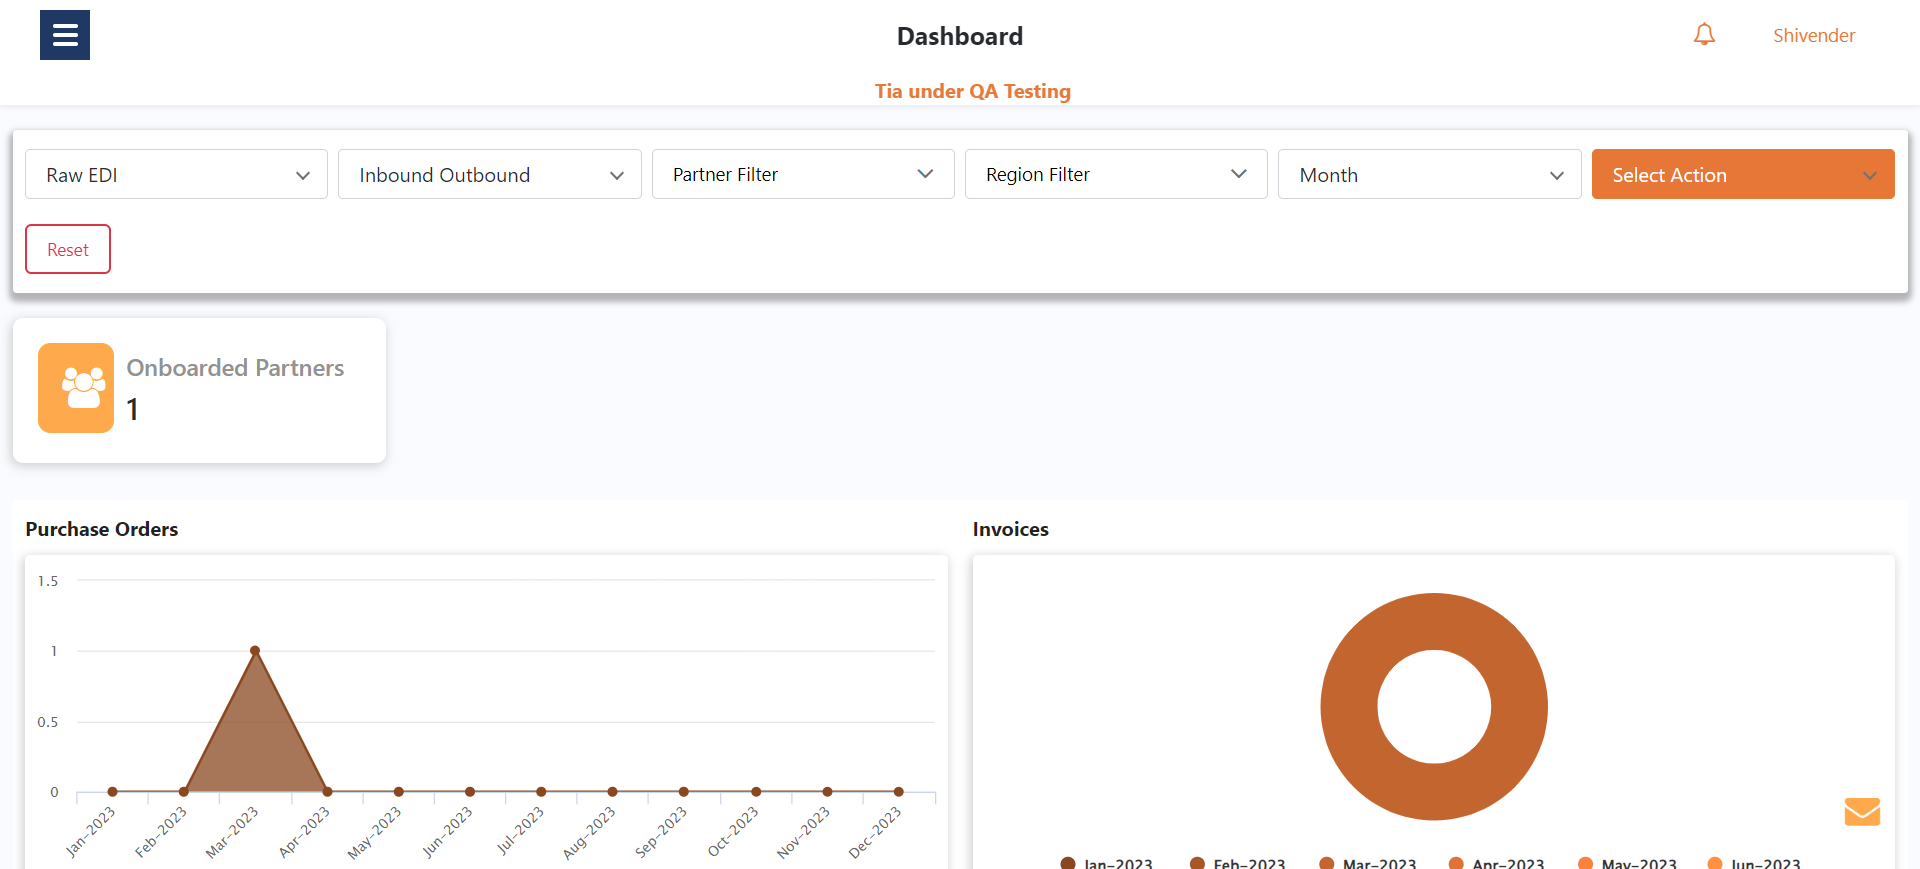 Dashboard
Shivender
Tia under QA Testing
Raw EDI
Inbound Outbound
Partner Filter
Region Filter
Month
Select Action
Reset
Onboarded Partners
1
Purchase Orders
1.5
1
0.5
0
Jan-2023
Feb-2023
Mar-2023
Apr-2023
May-2023
Jun-2023
Jul-2023
Aug-2023
Sep-2023
Oct-2023
Nov-2023
Dec-2023
Invoices
Jan-2023
Feb-2023
Mar-2023
Apr-2023
May-2023
Jun-2023